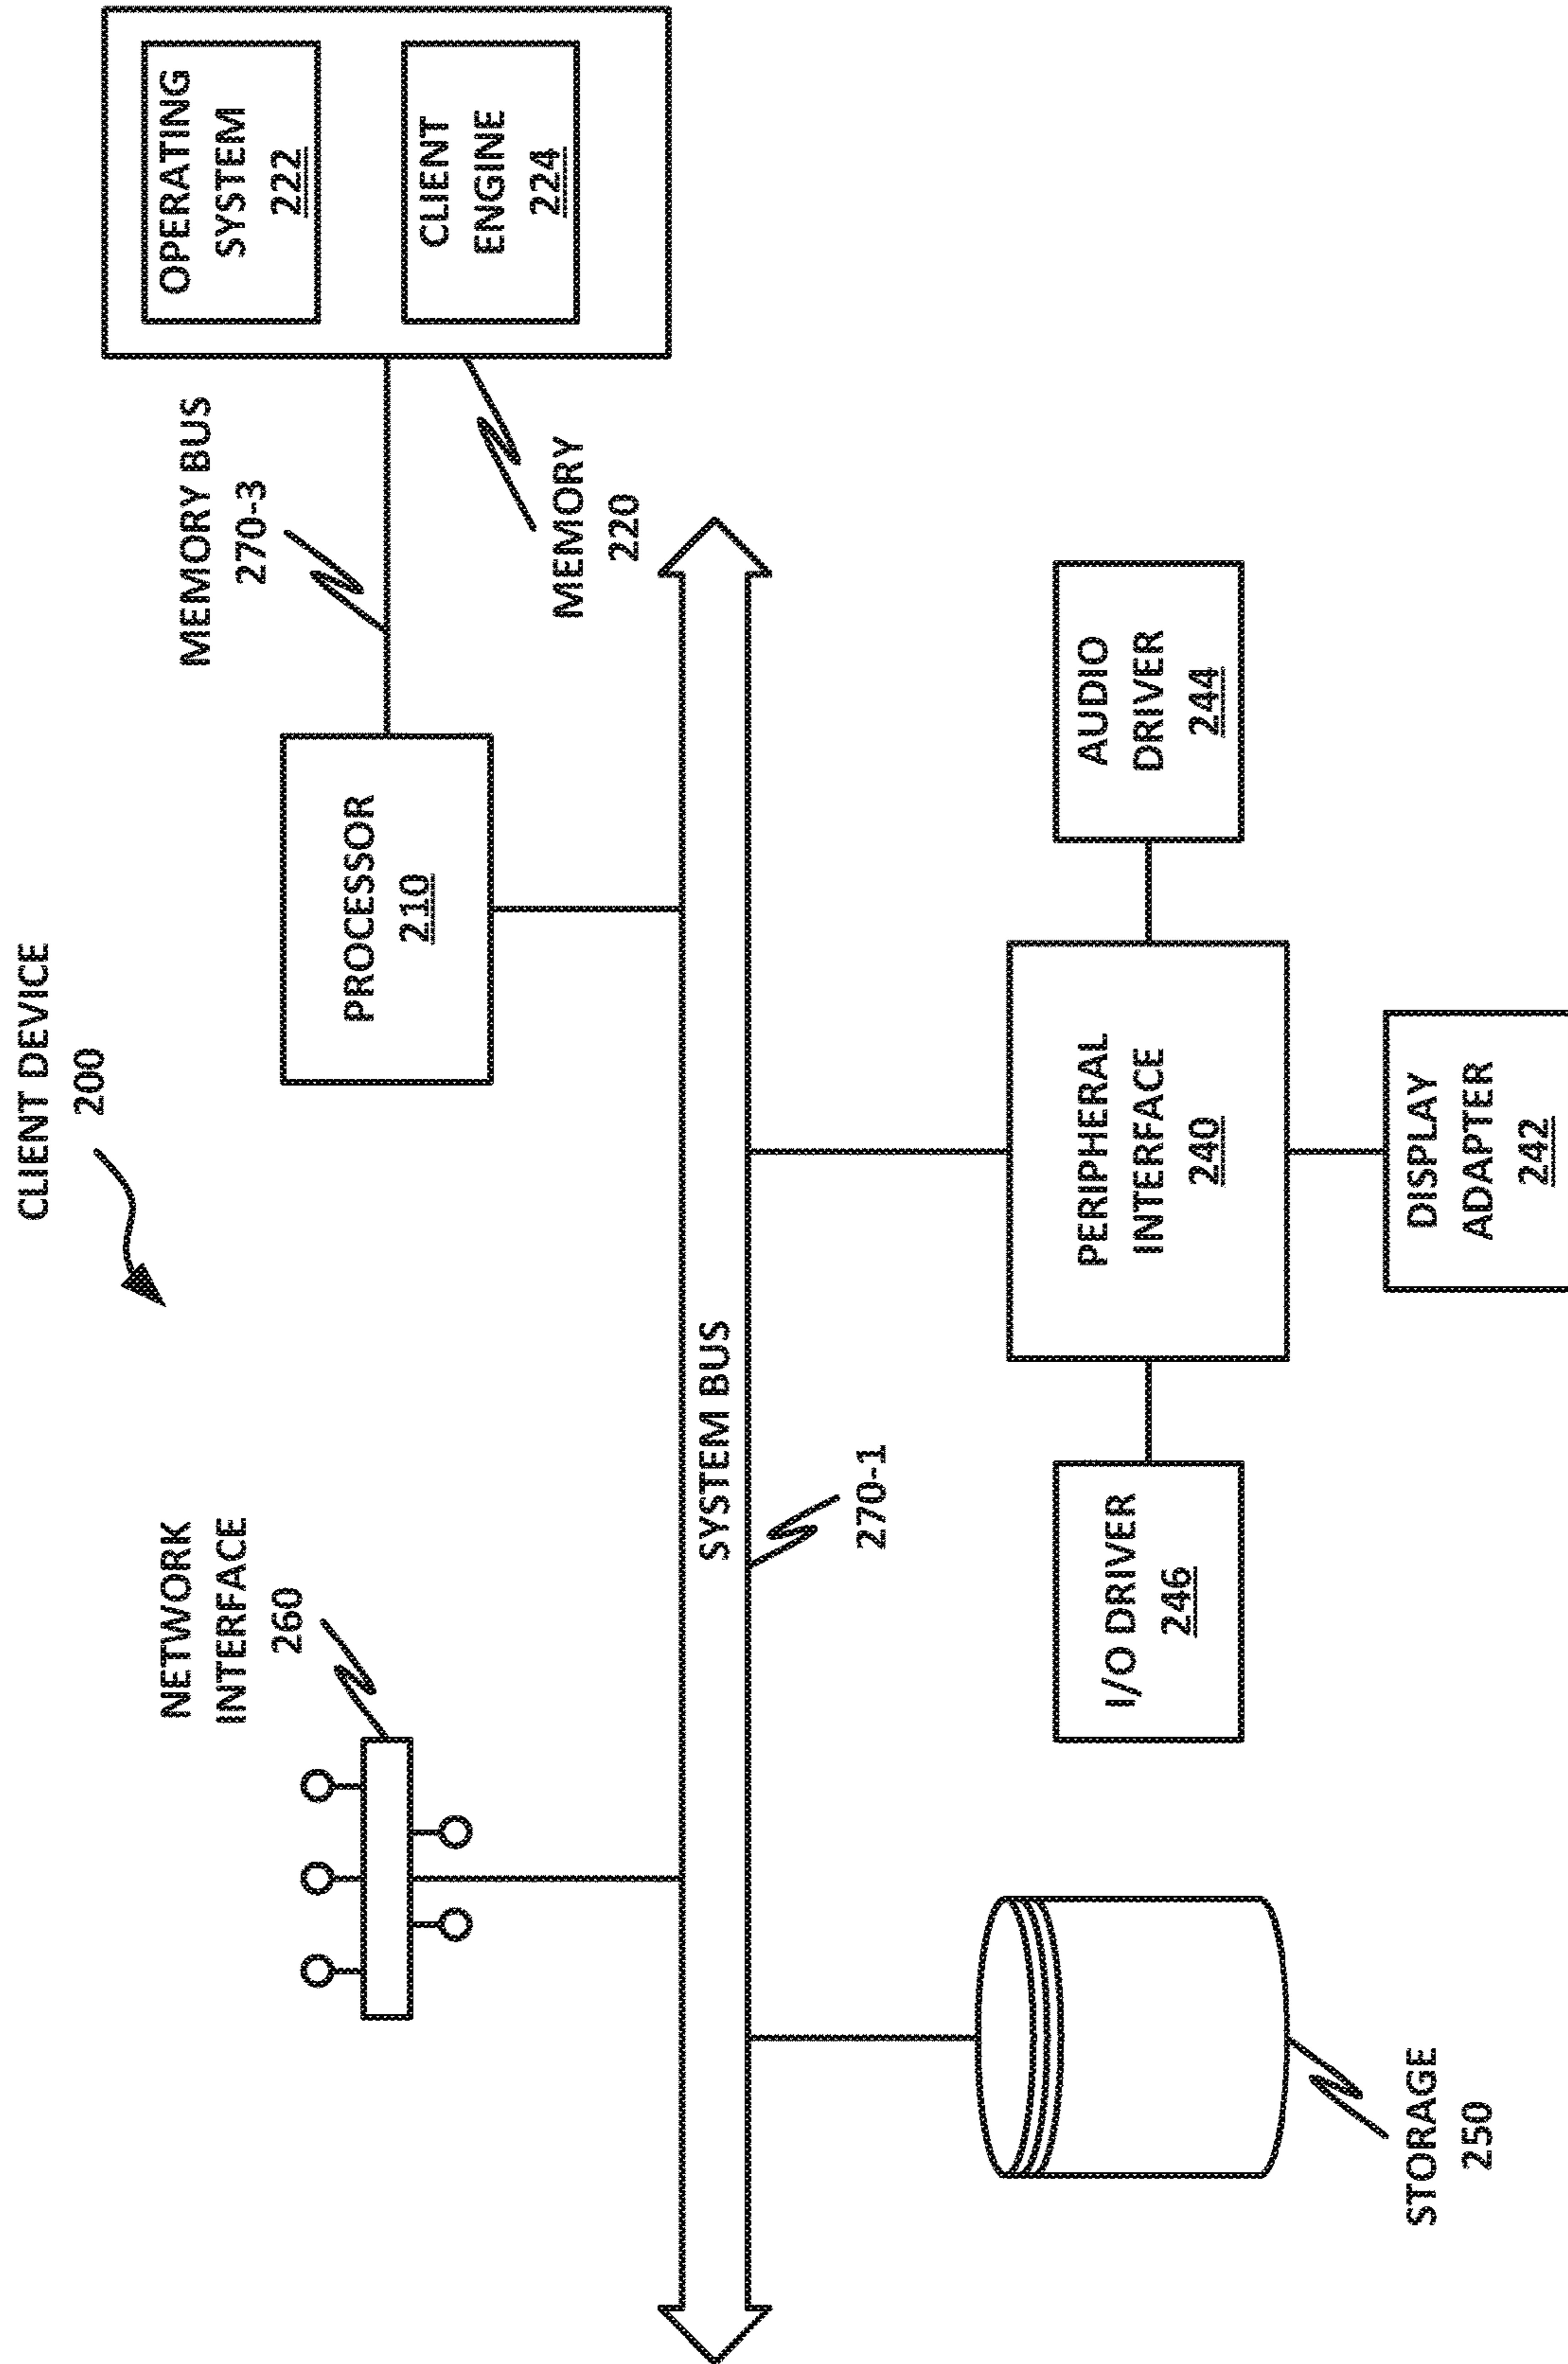 CLIENT DEVICE
200
NETWORK
INTERFACE
260
PROCESSOR
210
MEMORY BUS
270-3
OPERATING
SYSTEM
222
CLIENT
ENGINE
224
MEMORY
220
SYSTEM BUS
270-1
STORAGE
250
I/O DRIVER
246
PERIPHERAL
INTERFACE
240
AUDIO
DRIVER
244
DISPLAY
ADAPTER
242